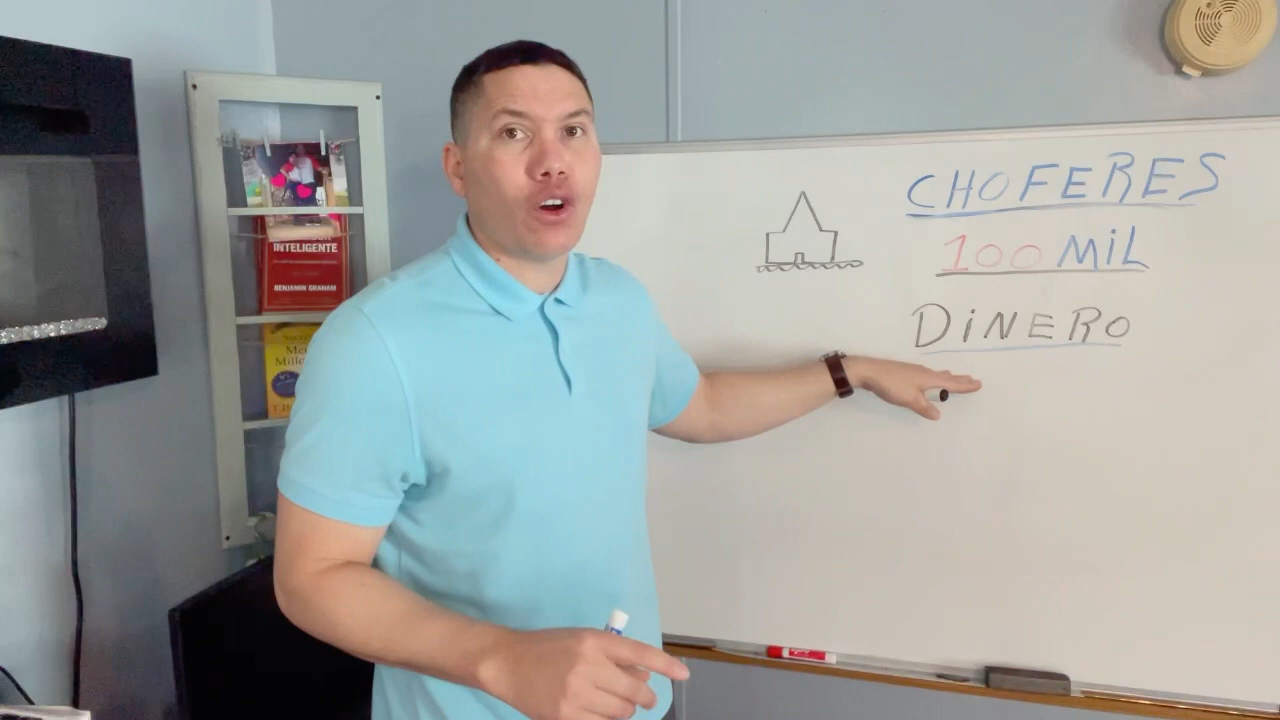 CHOFERES
100 MiL
DiNERO
INTELIGENTE
BENJAMIN GRAHAM